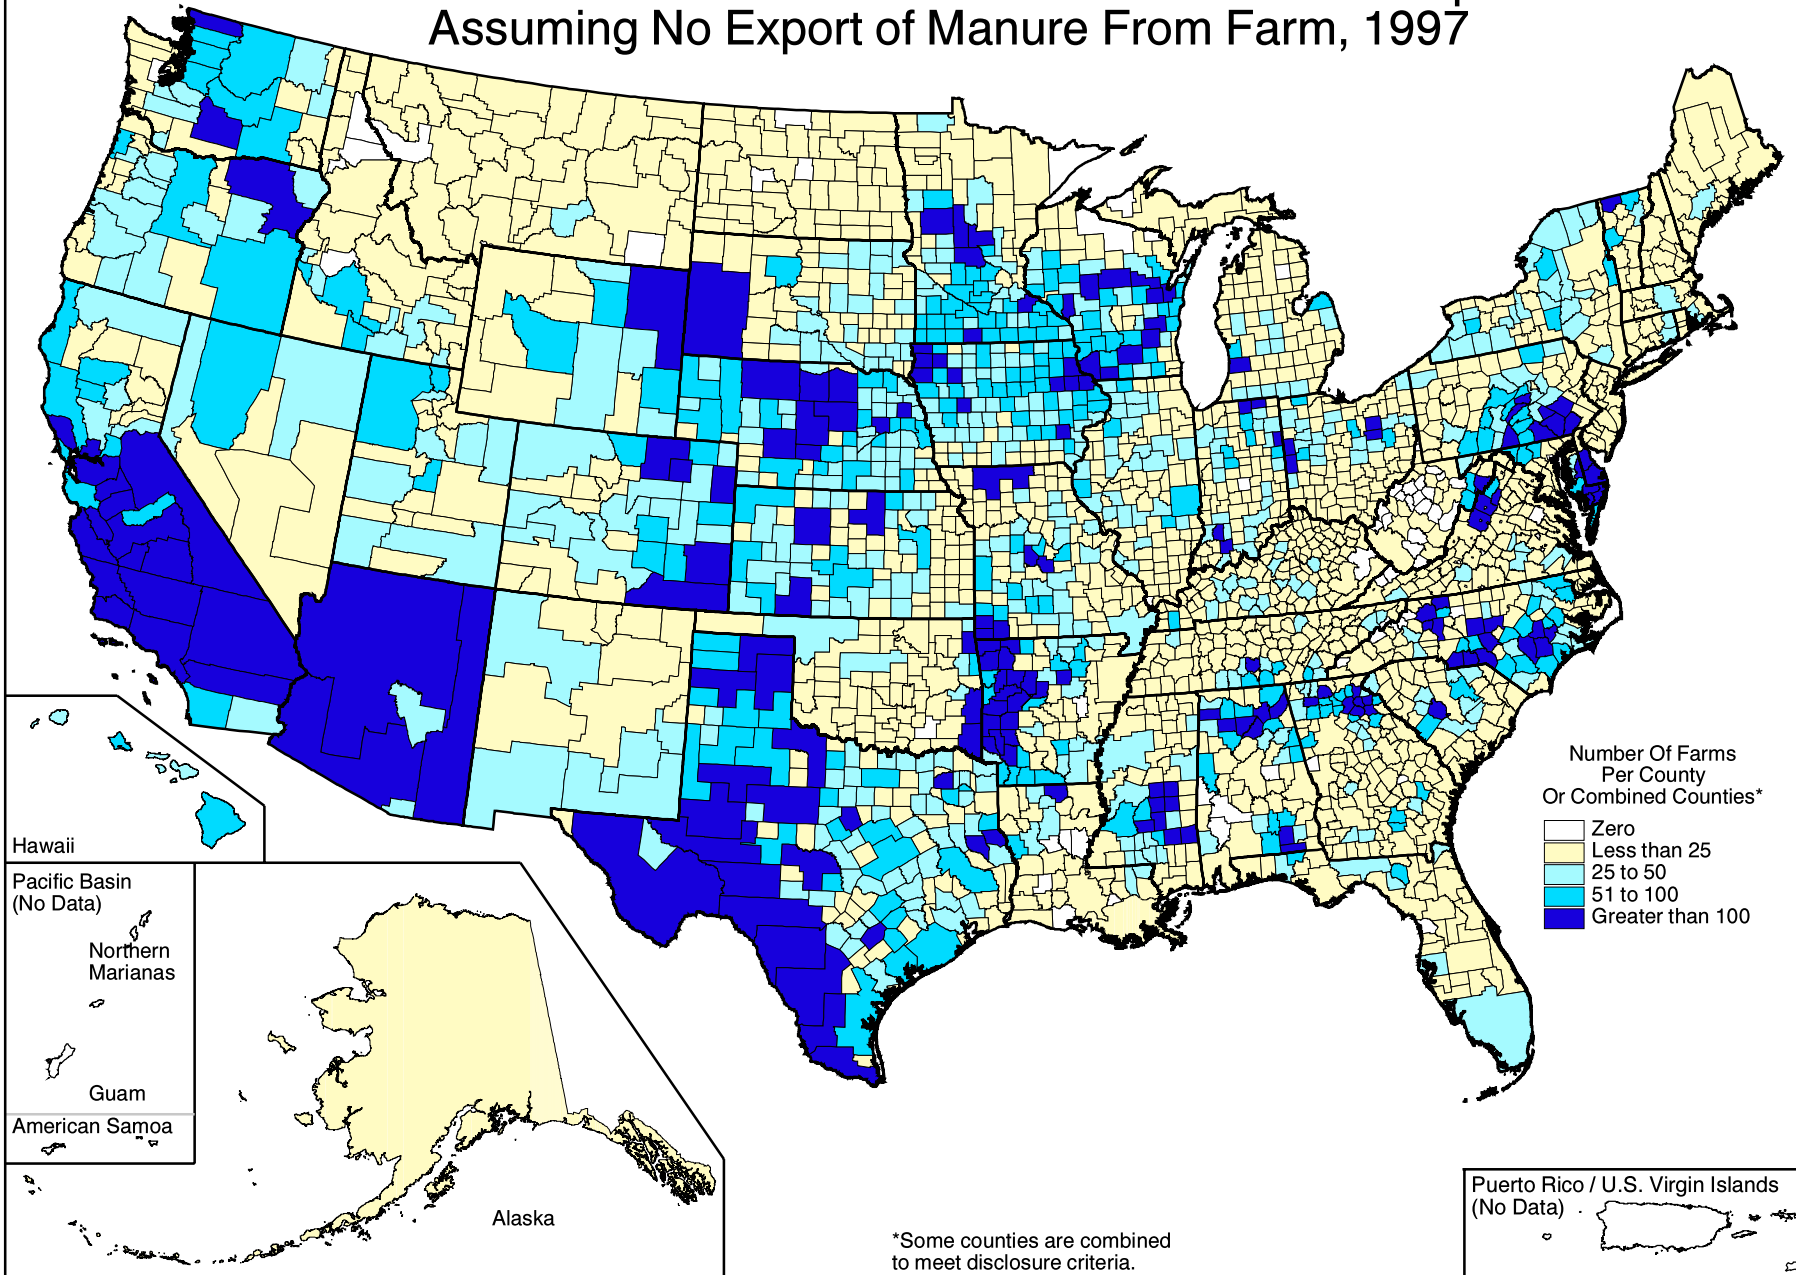 Assuming No Export of Manure From Farm, 1997
Number Of Farms
Per County
Or Combined Counties*
Zero
Less than 25
25 to 50
51 to 100
Greater than 100
Hawaii
Pacific Basin
(No Data)
Northern
Marianas
Guam
American Samoa
Alaska
*Some counties are combined
to meet disclosure criteria.
Puerto Rico / U.S. Virgin Islands
(No Data)